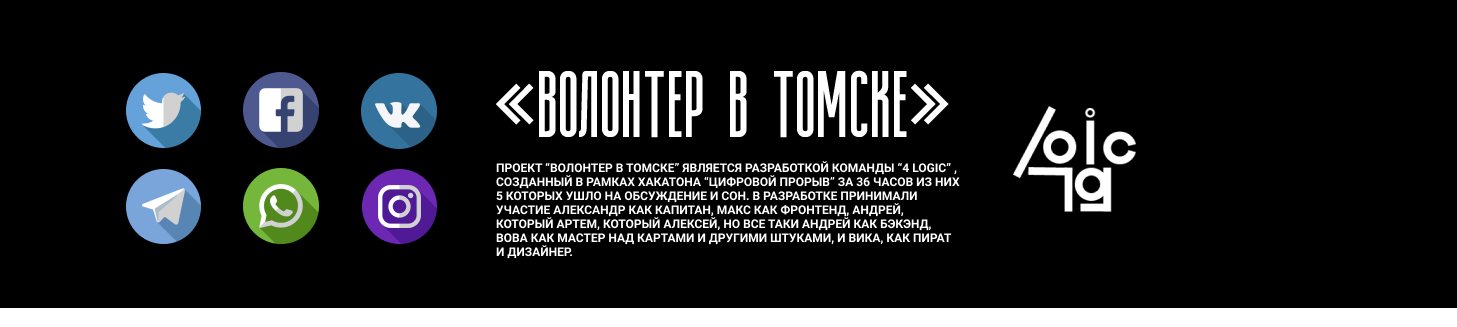 «ВОЛОНТЕР В ТОМСКЕ»
ПРОЕКТ “ВОЛОНТЕР В ТОМСКЕ” ЯВЛЯЕТСЯ РАЗРАБОТКОЙ КОМАНДЫ “4 LOGIC” ,
СОЗДАННЫЙ В РАМКАХ ХАКАТОНА “ЦИФРОВОЙ ПРОРЫВ” ЗА 36 ЧАСОВ ИЗ НИХ
5 КОТОРЫХ УШЛО НА ОБСУЖДЕНИЕ И СОН. В РАЗРАБОТКЕ ПРИНИМАЛИ
УЧАСТИЕ АЛЕКСАНДР КАК КАПИТАН, МАКС КАК ФРОНТЕНД, АНДРЕЙ,
КОТОРЫЙ АРТЕМ, КОТОРЫЙ АЛЕКСЕЙ, НО ВСЕ ТАКИ АНДРЕЙ КАК БЭКЭНД,
ВОВА КАК МАСТЕР НАД КАРТАМИ И ДРУГИМИ ШТУКАМИ, И ВИКА, КАК ПИРАТ
И ДИЗАЙНЕР.
logic